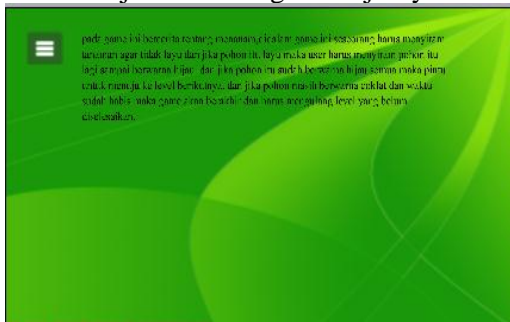 pada game ini bercerita tentang menanam,didalam game ini seseorang harus menyiram
tanaman agar tidak layu dan jika pohon itu layu maka user harus menyiram pohon itu
lagi sampai berwarna hijau. dan jika pohon itu sudah berwarna hijau semua maka pintu
untuk menuju ke level berikutnya. dan jika pohon masih berwarna coklat dan waktu
sudah habis maka game akan berakhir dan harus mengulang level yang belum
diselesaikan.